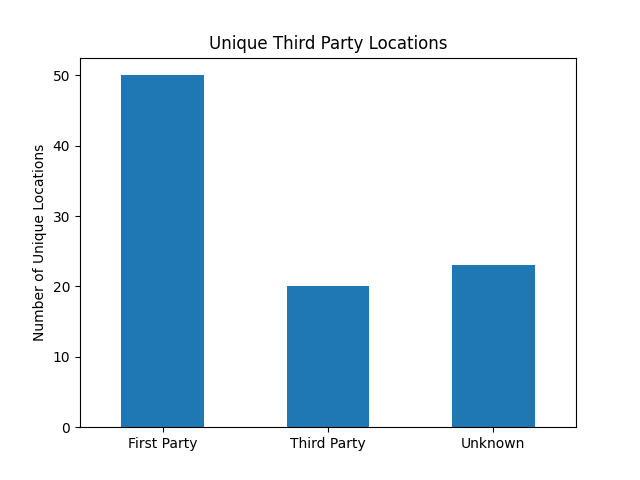 Unique Third Party Locations
Number of Unique Locations
50
40
30
20
10
0
First Party
Third Party
Unknown